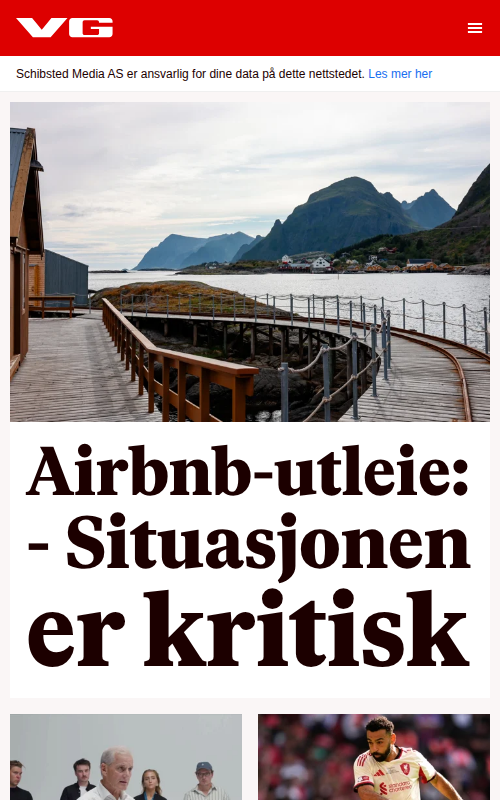 VG
Schibsted Media AS er ansvarlig for dine data på dette nettstedet. Les mer her
Airbnb-utleie:
- Situasjonen
er kritisk